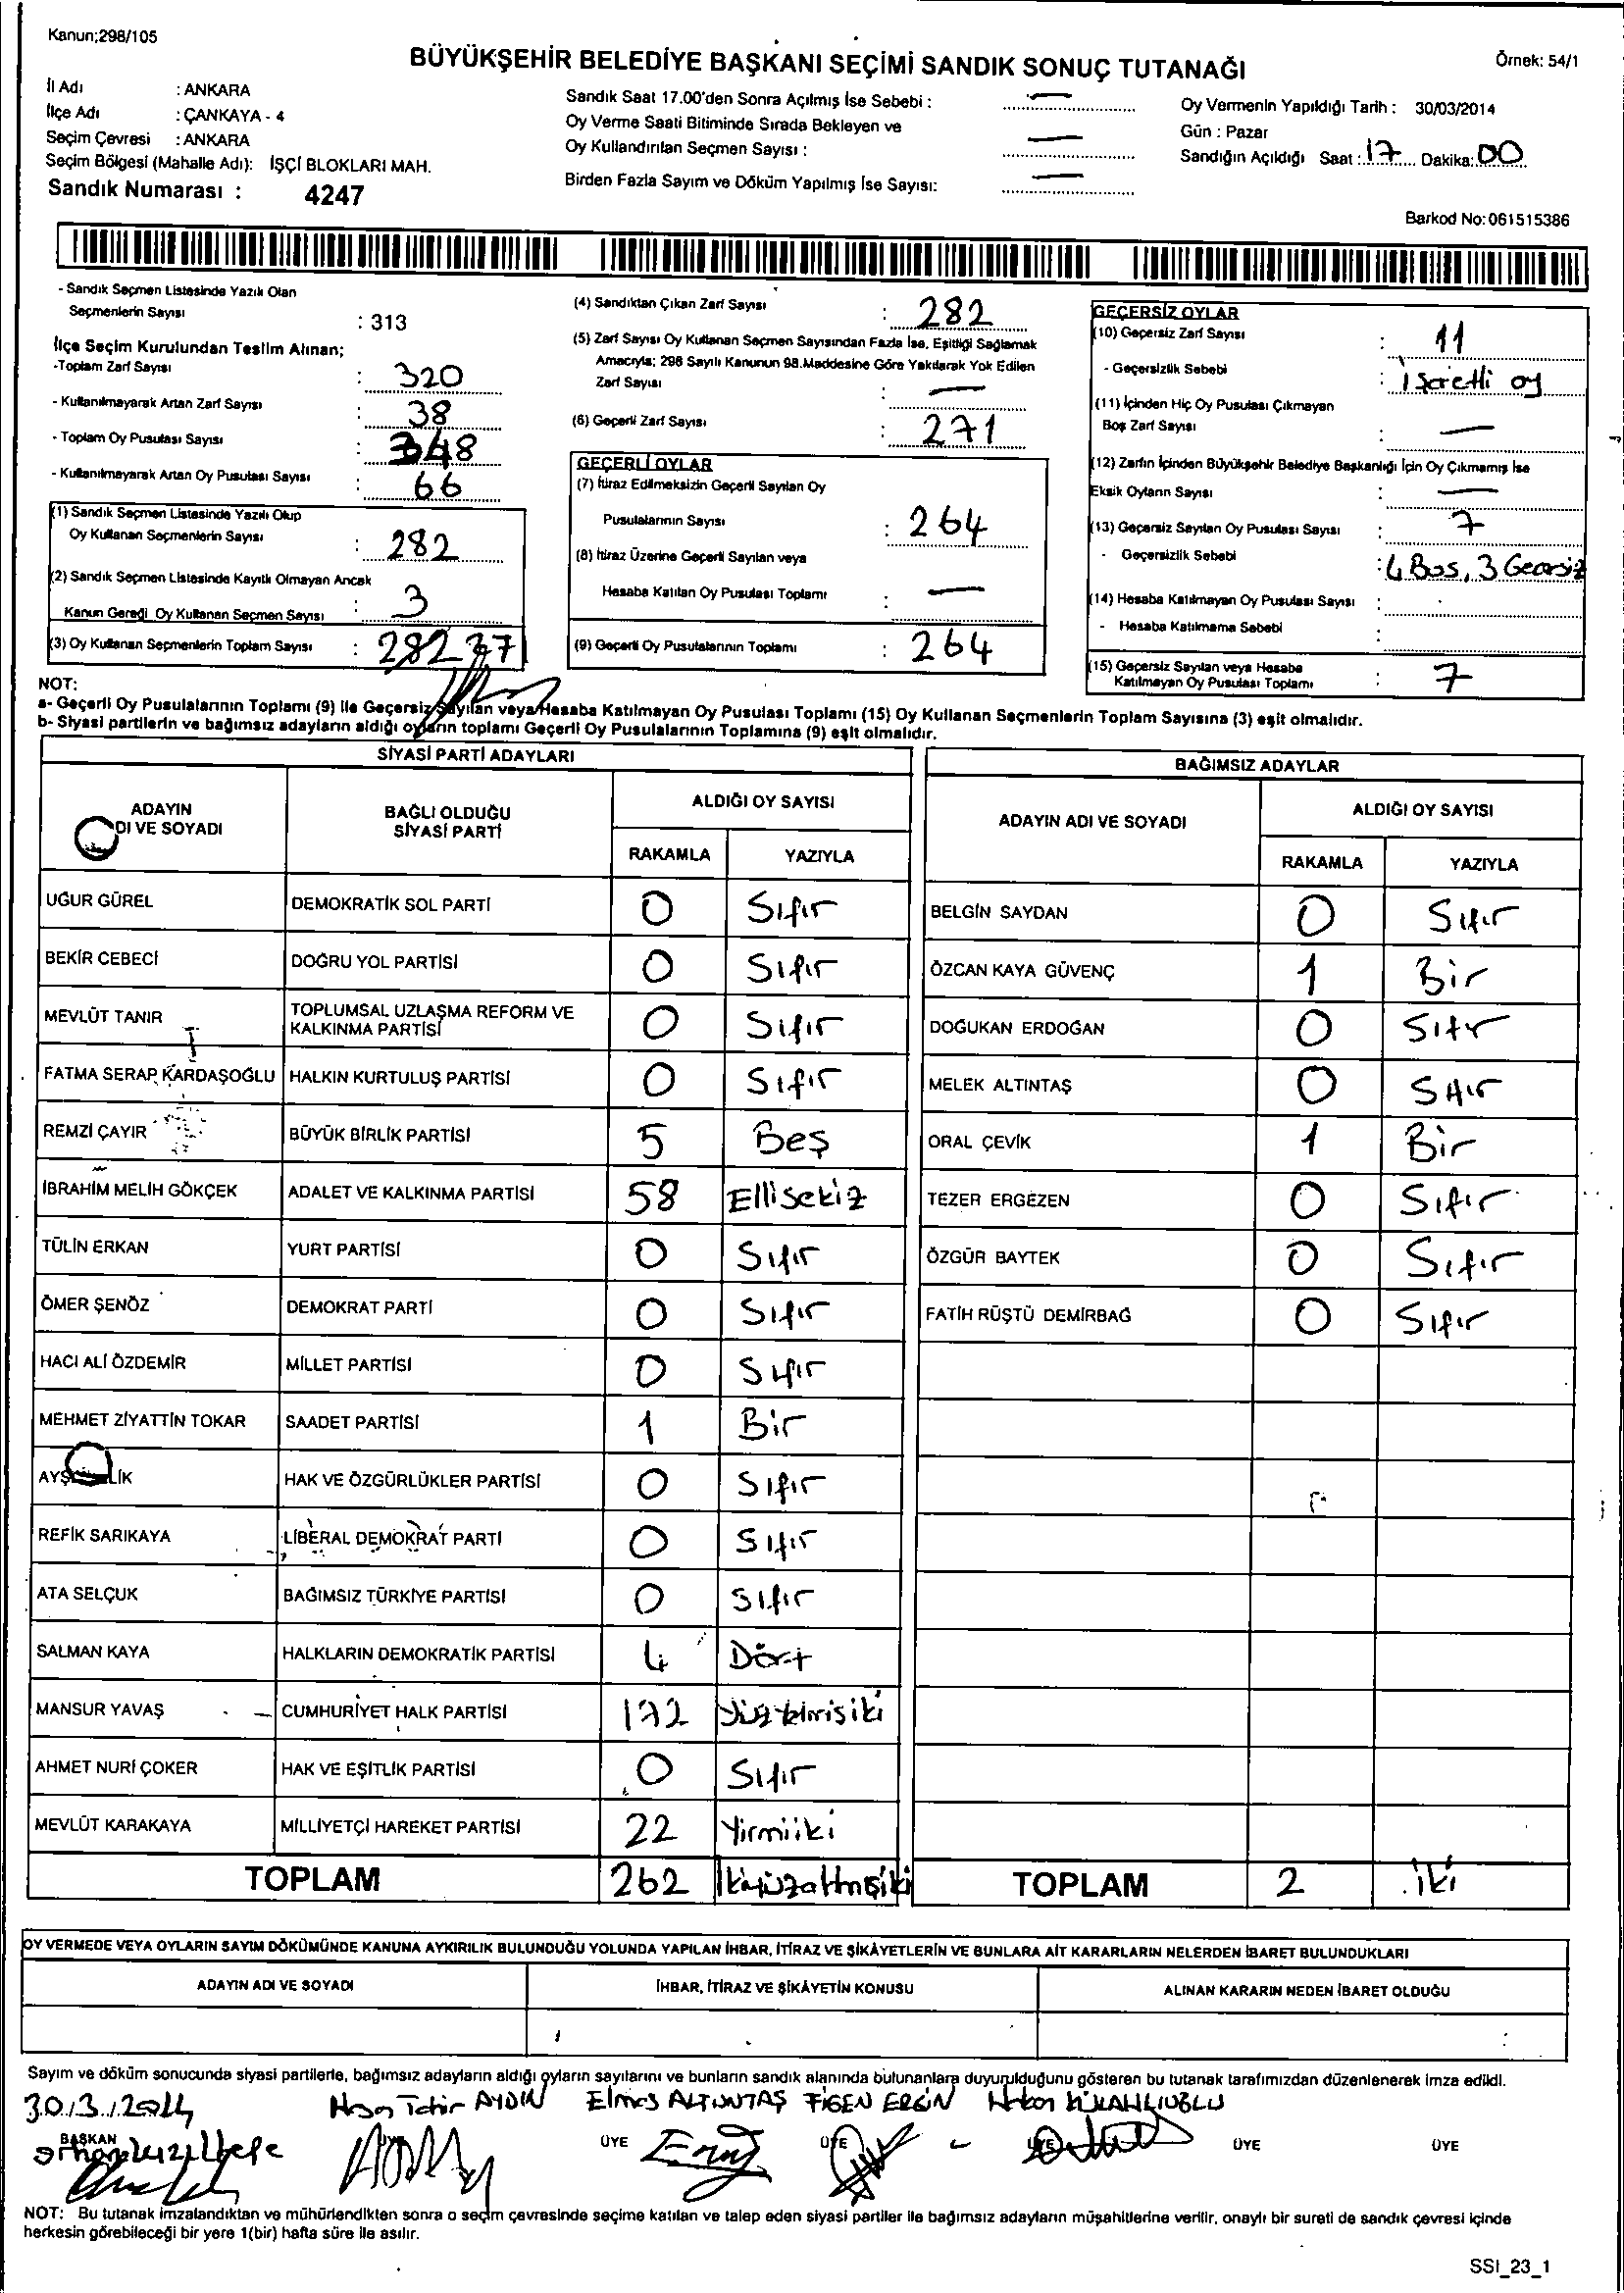 Kanun;298/105
BÜYÜKŞEHİR BELEDİYE BAŞKANI SEÇİMİ SANDIK SONUÇ TUTANAĞI
Örnek: 54/1
İl Adı : ANKARA
İlçe Adı : ÇANKAYA - 4
Seçim Çevresi : ANKARA
Seçim Bölgesi (Mahalle Adı): İŞÇİ BLOKLARI MAH.
Sandık Numarası : 4247
Sandık Saat 17.00'den Sonra Açılmış İse Sebebi : —
Oy Verme Saati Bitiminde Sırada Bekleyen ve
Oy Kullandırılan Seçmen Sayısı : —
Birden Fazla Sayım ve Döküm Yapılmış İse Sayısı: —
Oy Vermenin Yapıldığı Tarih : 30/03/2014
Gün : Pazar
Sandığın Açıldığı Saat : 17 Dakika: 00
Barkod No: 061515386
- Sandık Seçmen Listesinde Yazılı Olan
Seçmenlerin Sayısı : 313
İlçe Seçim Kurulundan Teslim Alınan;
-Toplam Zarf Sayısı : 320
- Kullanılmayarak Artan Zarf Sayısı : 38
- Toplam Oy Pusulası Sayısı : 348
- Kullanılmayarak Artan Oy Pusulası Sayısı : 66
(1) Sandık Seçmen Listesinde Yazılı Olup
Oy Kullanan Seçmenlerin Sayısı : 282
(2) Sandık Seçmen Listesinde Kayıtlı Olmayan Ancak
Kanun Gereği Oy Kullanan Seçmen Sayısı : 3
(3) Oy Kullanan Seçmenlerin Toplam Sayısı : 282
(4) Sandıktan Çıkan Zarf Sayısı : 282
(5) Zarf Sayısı Oy Kullanan Seçmen Sayısından Fazla İse, Eşitliği Sağlamak
Amacıyla; 298 Sayılı Kanunun 98.Maddesine Göre Yakılarak Yok Edilen
Zarf Sayısı : —
(6) Geçerli Zarf Sayısı : 271
GEÇERLİ OYLAR
(7) İtiraz Edilmeksizin Geçerli Sayılan Oy
Pusulalarının Sayısı : 264
(8) İtiraz Üzerine Geçerli Sayılan veya
Hesaba Katılan Oy Pusulası Toplamı : —
(9) Geçerli Oy Pusulalarının Toplamı : 264
GEÇERSİZ OYLAR
(10) Geçersiz Zarf Sayısı : 11
- Geçersizlik Sebebi : İşaretli oy
(11) İçinden Hiç Oy Pusulası Çıkmayan
Boş Zarf Sayısı : —
(12) Zarfın İçinden Büyükşehir Belediye Başkanlığı İçin Oy Çıkmamış İse
Eksik Oyların Sayısı : —
(13) Geçersiz Sayılan Oy Pusulası Sayısı : 7
- Geçersizlik Sebebi : 4 Bos, 3 Gecersiz
(14) Hesaba Katılmayan Oy Pusulası Sayısı :
- Hesaba Katılmama Sebebi :
(15) Geçersiz Sayılan veya Hesaba
Katılmayan Oy Pusulası Toplamı : 7
NOT:
a- Geçerli Oy Pusulalarının Toplamı (9) ile Geçersiz Sayılan veya Hesaba Katılmayan Oy Pusulası Toplamı (15) Oy Kullanan Seçmenlerin Toplam Sayısına (3) eşit olmalıdır.
b- Siyasi partilerin ve bağımsız adayların aldığı oyların toplamı Geçerli Oy Pusulalarının Toplamına (9) eşit olmalıdır.
SİYASİ PARTİ ADAYLARI
ADAYIN
DI VE SOYADI
BAĞLI OLDUĞU
SİYASİ PARTİ
ALDIĞI OY SAYISI
RAKAMLA YAZIYLA
UĞUR GÜREL DEMOKRATİK SOL PARTİ 0 Sıfır
BEKİR CEBECİ DOĞRU YOL PARTİSİ 0 Sıfır
MEVLÜT TANIR TOPLUMSAL UZLAŞMA REFORM VE
KALKINMA PARTİSİ 0 Sıfır
FATMA SERAP KARDAŞOĞLU HALKIN KURTULUŞ PARTİSİ 0 Sıfır
REMZİ ÇAYIR BÜYÜK BİRLİK PARTİSİ 5 Beş
İBRAHİM MELİH GÖKÇEK ADALET VE KALKINMA PARTİSİ 58 Ellisekiz
TÜLİN ERKAN YURT PARTİSİ 0 Sıfır
ÖMER ŞENÖZ DEMOKRAT PARTİ 0 Sıfır
HACI ALİ ÖZDEMİR MİLLET PARTİSİ 0 Sıfır
MEHMET ZİYATTİN TOKAR SAADET PARTİSİ 1 Bir
HAK VE ÖZGÜRLÜKLER PARTİSİ 0 Sıfır
REFİK SARIKAYA LİBERAL DEMOKRAT PARTİ 0 Sıfır
ATA SELÇUK BAĞIMSIZ TÜRKİYE PARTİSİ 0 Sıfır
SALMAN KAYA HALKLARIN DEMOKRATİK PARTİSİ 4 Dört
MANSUR YAVAŞ CUMHURİYET HALK PARTİSİ 172 Yüzyetmişiki
AHMET NURİ ÇOKER HAK VE EŞİTLİK PARTİSİ 0 Sıfır
MEVLÜT KARAKAYA MİLLİYETÇİ HAREKET PARTİSİ 22 Yirmiiki
TOPLAM 262 İkiyüzaltmışiki
BAĞIMSIZ ADAYLAR
ADAYIN ADI VE SOYADI
ALDIĞI OY SAYISI
RAKAMLA YAZIYLA
BELGİN SAYDAN 0 Sıfır
ÖZCAN KAYA GÜVENÇ 1 Bir
DOĞUKAN ERDOĞAN 0 Sıfır
MELEK ALTINTAŞ 0 Sıfır
ORAL ÇEVİK 1 Bir
TEZER ERGEZEN 0 Sıfır
ÖZGÜR BAYTEK 0 Sıfır
FATİH RÜŞTÜ DEMİRBAĞ 0 Sıfır
TOPLAM 2 iki
OY VERMEDE VEYA OYLARIN SAYIM DÖKÜMÜNDE KANUNA AYKIRILIK BULUNDUĞU YOLUNDA YAPILAN İHBAR, İTİRAZ VE ŞİKÂYETLERİN VE BUNLARA AİT KARARLARIN NELERDEN İBARET BULUNDUKLARI
ADAYIN ADI VE SOYADI İHBAR, İTİRAZ VE ŞİKÂYETİN KONUSU ALINAN KARARIN NEDEN İBARET OLDUĞU
Sayım ve döküm sonucunda siyasi partilerle, bağımsız adayların aldığı oyların sayılarını ve bunların sandık alanında bulunanlara duyurulduğunu gösteren bu tutanak tarafımızdan düzenlenerek imza edildi.
30/3/2014 Hasan Tahir AYDIN Elmas ALTINTAŞ FİGEN ERGİN Hakan
BAŞKAN ÜYE ÜYE ÜYE ÜYE
Orhan Kızıltepe
NOT: Bu tutanak imzalandıktan ve mühürlendikten sonra o seçim çevresinde seçime katılan ve talep eden siyasi partiler ile bağımsız adayların müşahitlerine verilir, onaylı bir sureti de sandık çevresi içinde
herkesin görebileceği bir yere 1(bir) hafta süre ile asılır.
SSI_23_1